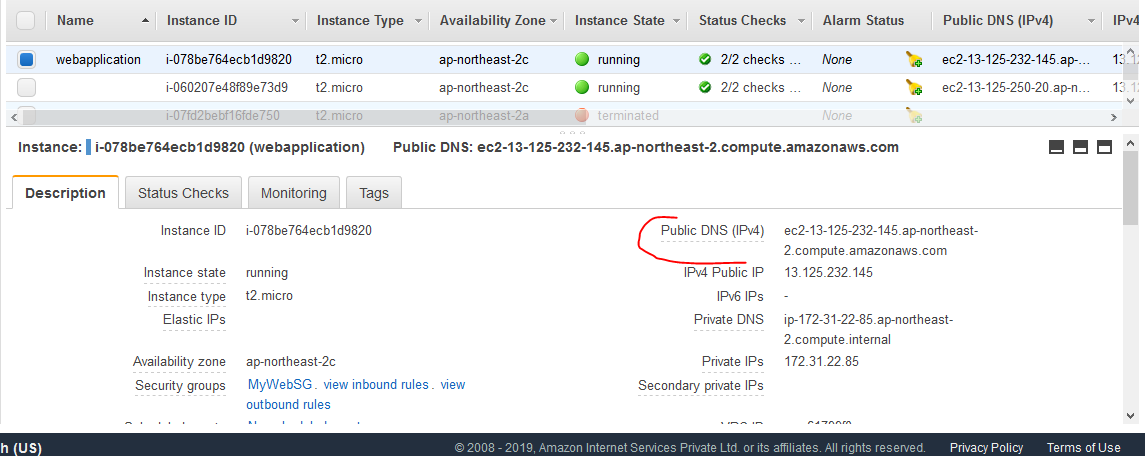 Name Instance ID Instance Type Availability Zone Instance State Status Checks Alarm Status Public DNS (IPv4) IPv4
webapplication i-078be764ecb1d9820 t2.micro ap-northeast-2c running 2/2 checks ... None ec2-13-125-232-145.ap-...
i-060207e48f89e73d9 t2.micro ap-northeast-2c running 2/2 checks ... None ec2-13-125-250-20.ap-n...
i-07fd2bebf16fde750 t2.micro ap-northeast-2a terminated None
Instance: i-078be764ecb1d9820 (webapplication) Public DNS: ec2-13-125-232-145.ap-northeast-2.compute.amazonaws.com
Description Status Checks Monitoring Tags
Instance ID i-078be764ecb1d9820 Public DNS (IPv4) ec2-13-125-232-145.ap-northeast-
2.compute.amazonaws.com
Instance state running IPv4 Public IP 13.125.232.145
Instance type t2.micro IPv6 IPs -
Elastic IPs Private DNS ip-172-31-22-85.ap-northeast-
2.compute.internal
Availability zone ap-northeast-2c Private IPs 172.31.22.85
Security groups MyWebSG . view inbound rules . view Secondary private IPs
outbound rules
h (US) © 2008 - 2019, Amazon Internet Services Private Ltd. or its affiliates. All rights reserved. Privacy Policy Terms of Use